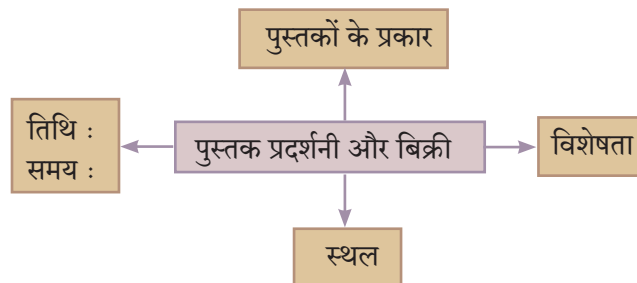 पुस्तकों के प्रकार
तिथि :
समय :
पुस्तक प्रदर्शनी और बिक्री
विशेषता
स्थल